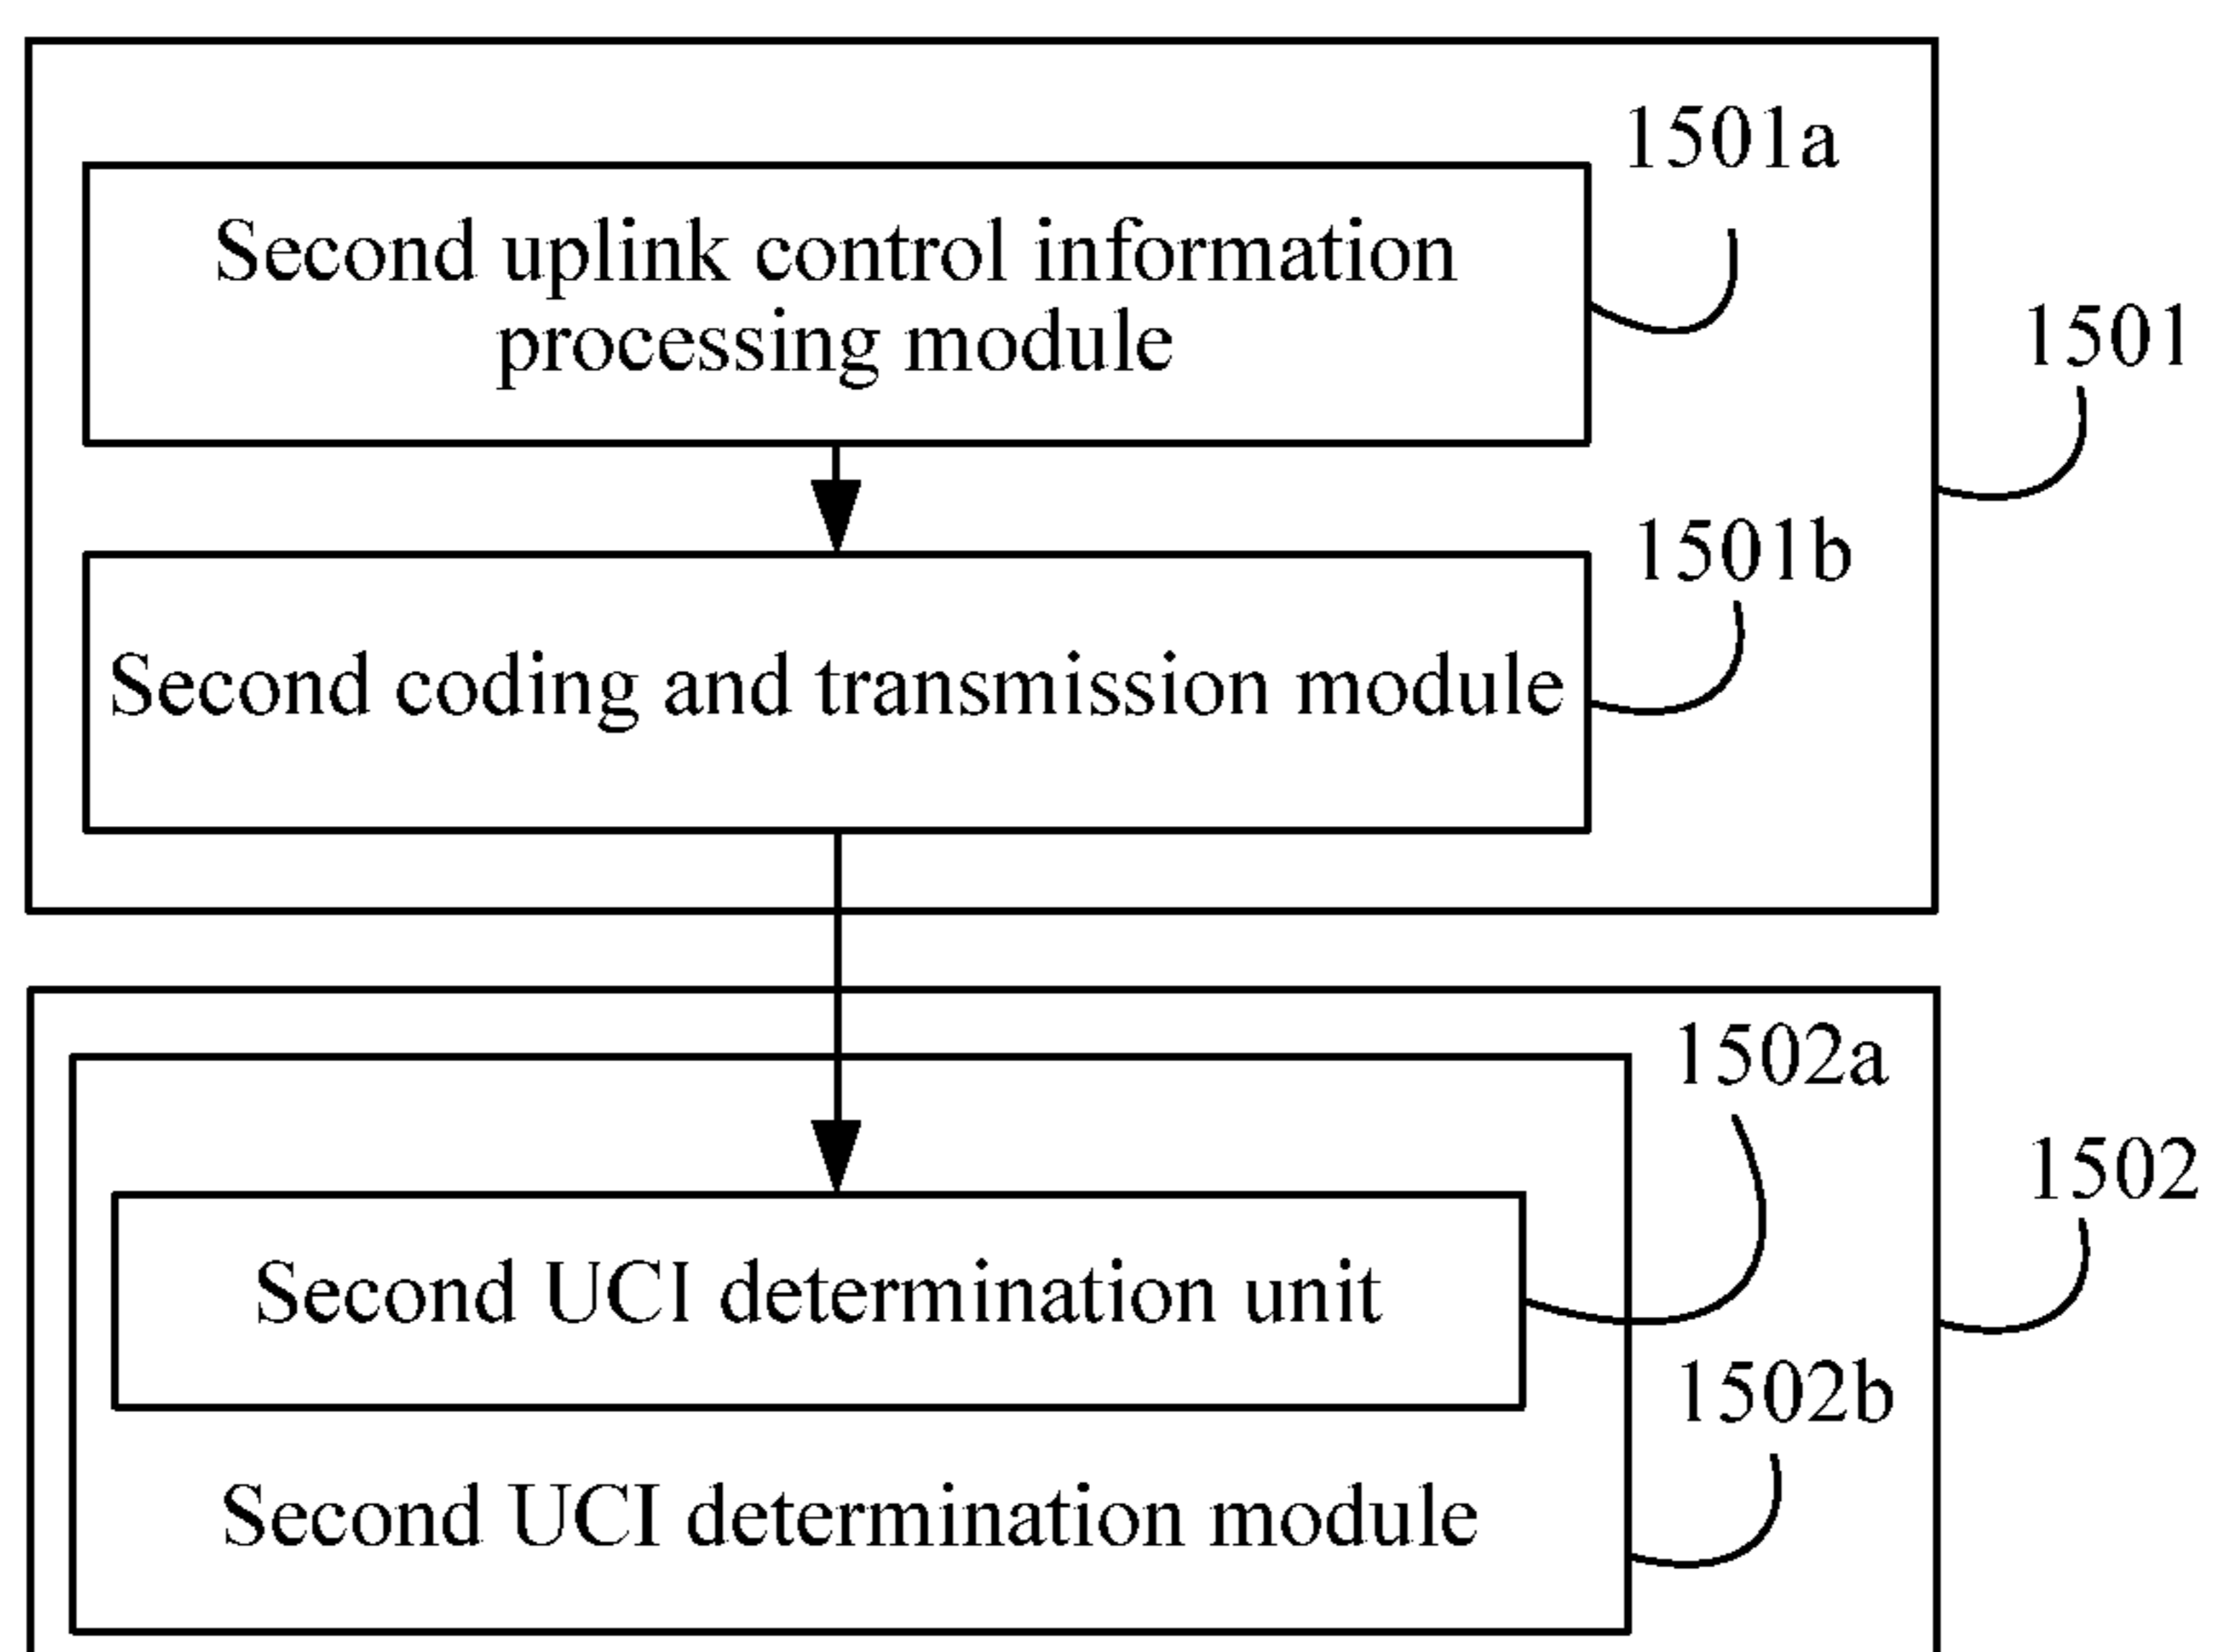 1501a
Second uplink control information
processing module
1501
1501b
Second coding and transmission module
1502a
1502
Second UCI determination unit
1502b
Second UCI determination module